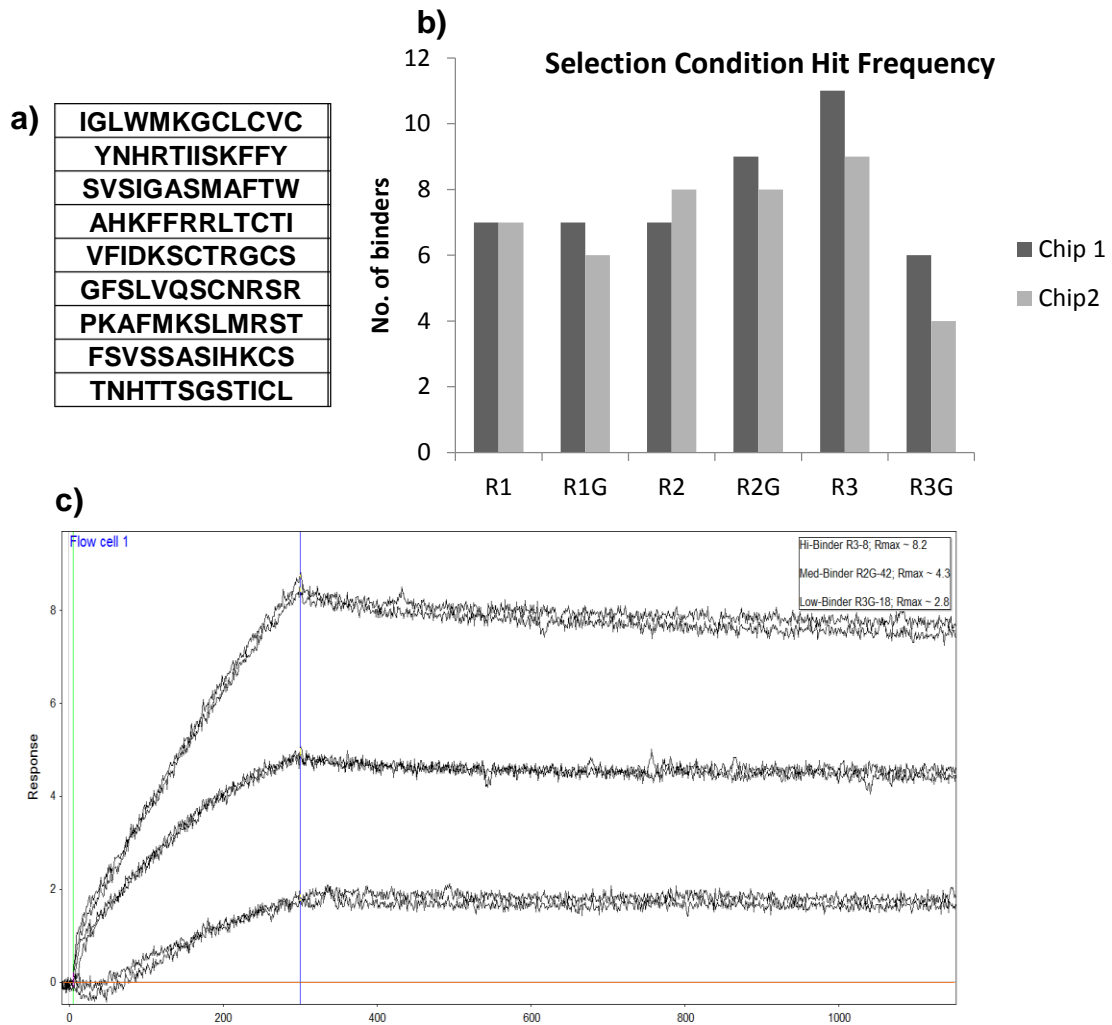 a)
IGLWMKGCLCVC
YNHRTIISKFFY
SVSIGASMAFTW
AHKFFRRLTCTI
VFIDKSCTRGCS
GFSLVQSCNRSR
PKAFMKSLMRST
FSVSSASIHKCS
TNHTTSGSTICL
b)
Selection Condition Hit Frequency
No. of binders
12
10
8
6
4
2
0
R1 R1G R2 R2G R3 R3G
Chip 1
Chip2
c)
Flow cell 1
Hi-Binder R3-8; Rmax ~ 8.2
Med-Binder R2G-42; Rmax ~ 4.3
Low-Binder R3G-18; Rmax ~ 2.8
Response
8
6
4
2
0
0 200 400 600 800 1000